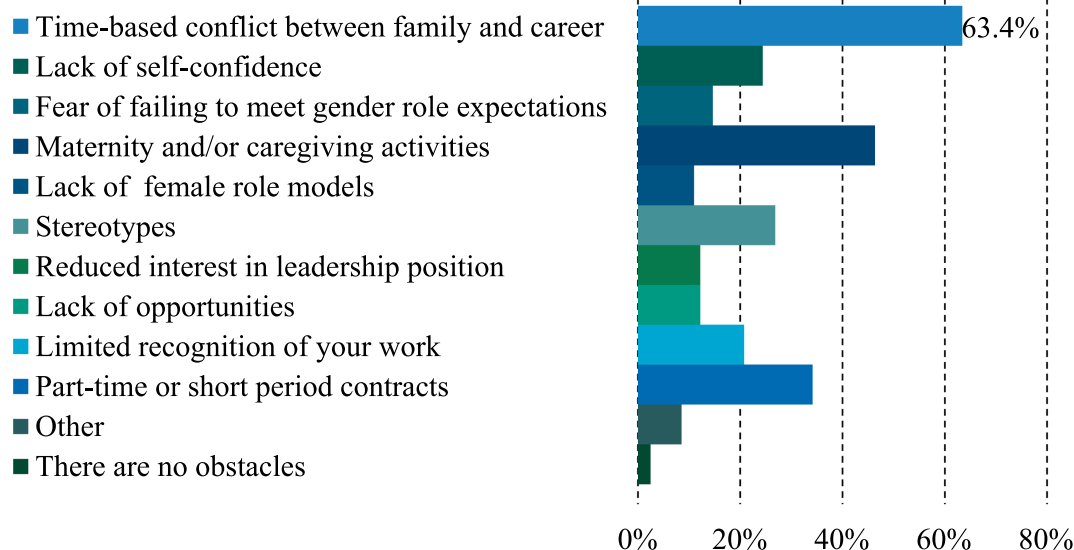 Time-based conflict between family and career 63.4%
Lack of self-confidence
Fear of failing to meet gender role expectations
Maternity and/or caregiving activities
Lack of  female role models
Stereotypes
Reduced interest in leadership position
Lack of opportunities
Limited recognition of your work
Part-time or short period contracts
Other
There are no obstacles
0% 20% 40% 60% 80%